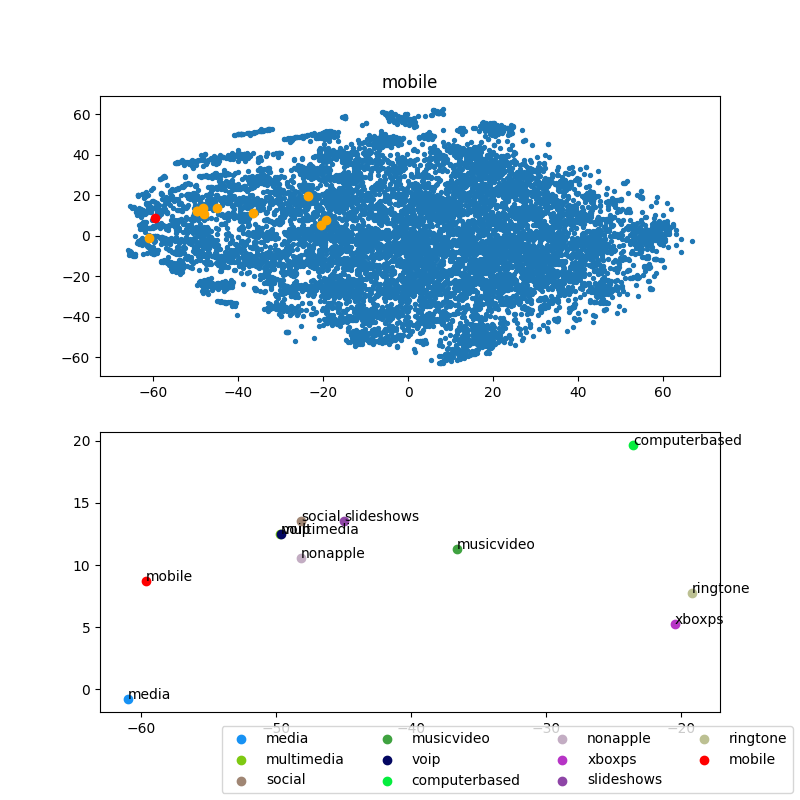 mobile
60
40
20
0
−20
−40
−60
−60 −40 −20 0 20 40 60
20
15
10
5
0
computerbased
social slideshows
multimedia
voip
musicvideo
nonapple
mobile
ringtone
xboxps
media
−60 −50 −40 −30 −20
media musicvideo nonapple ringtone
multimedia voip xboxps mobile
social computerbased slideshows